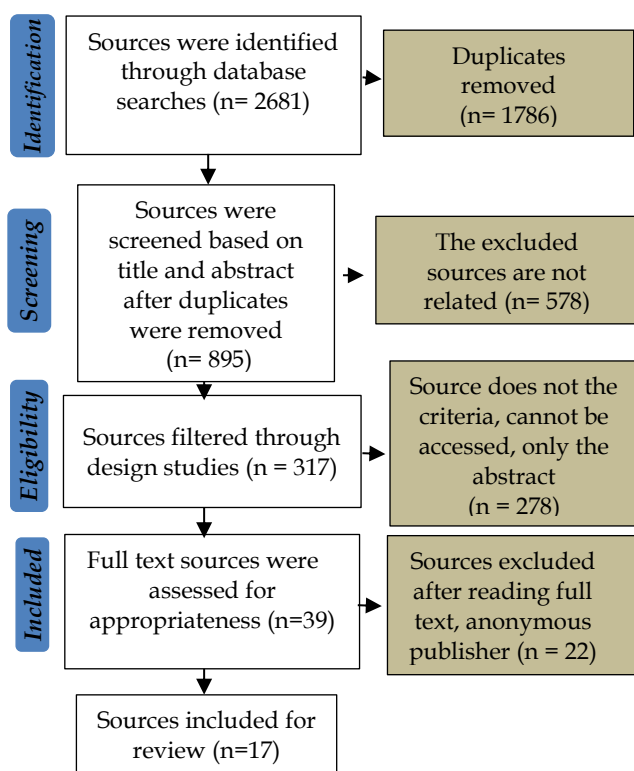 Identification
Sources were identified
through database
searches (n= 2681)
Duplicates
removed
(n= 1786)
Screening
Sources were
screened based on
title and abstract
after duplicates
were removed
(n= 895)
The excluded
sources are not
related (n= 578)
Eligibility
Sources filtered through
design studies (n = 317)
Source does not the
criteria, cannot be
accessed, only the
abstract
(n = 278)
Included
Full text sources were
assessed for
appropriateness (n=39)
Sources excluded
after reading full
text, anonymous
publisher (n = 22)
Sources included for
review (n=17)